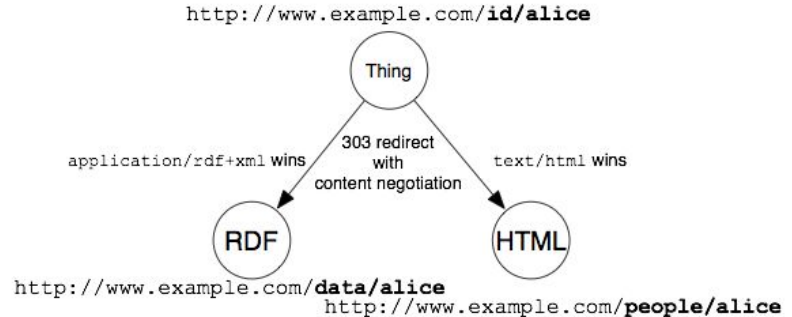 http://www.example.com/id/alice
Thing
303 redirect
with
content negotiation
application/rdf+xml wins
text/html wins
RDF
HTML
http://www.example.com/data/alice
http://www.example.com/people/alice